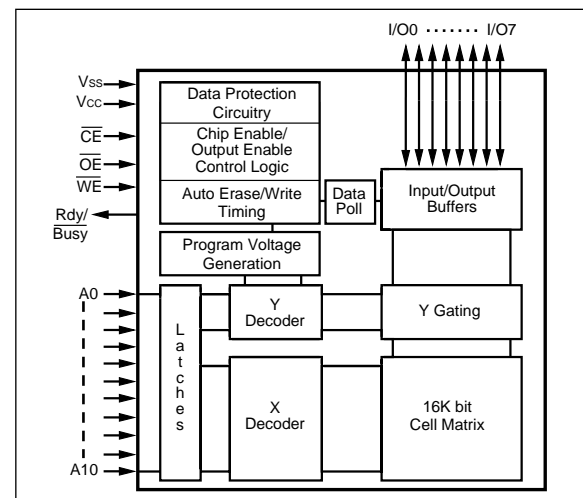 I/O0 ········ I/O7
VSS
VCC
CE
OE
WE
Rdy/
Busy
Data Protection
Circuitry
Chip Enable/
Output Enable
Control Logic
Auto Erase/Write
Timing
Data
Poll
Input/Output
Buffers
Program Voltage
Generation
A0
A10
Latches
Y
Decoder
Y Gating
X
Decoder
16K bit
Cell Matrix